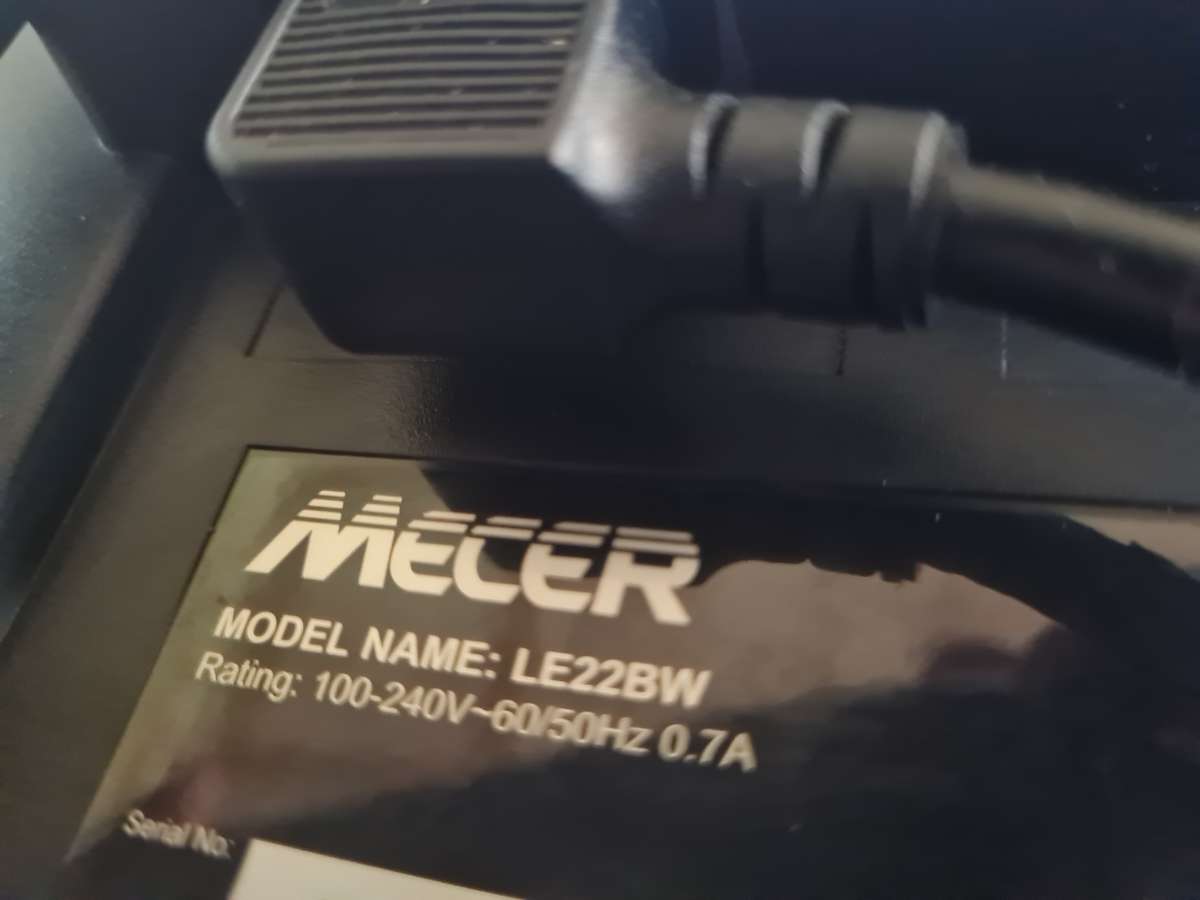 MECER
MODEL NAME: LE22BW
Rating: 100-240V~60/50Hz 0.7A
Serial No: